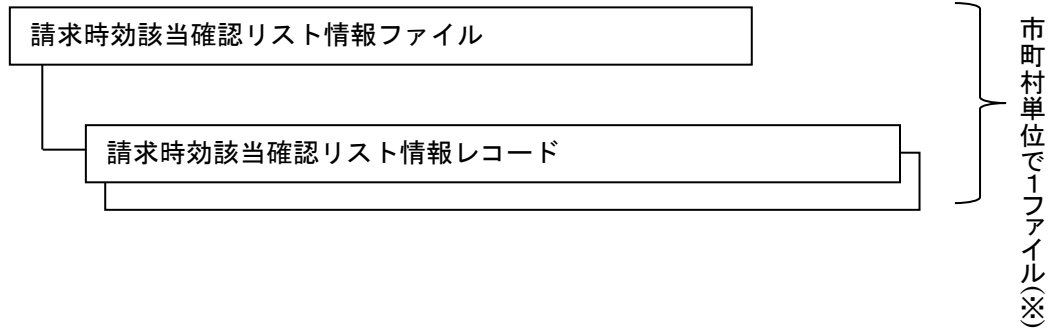 請求時効該当確認リスト情報ファイル
請求時効該当確認リスト情報レコード
市町村単位で1ファイル(※)